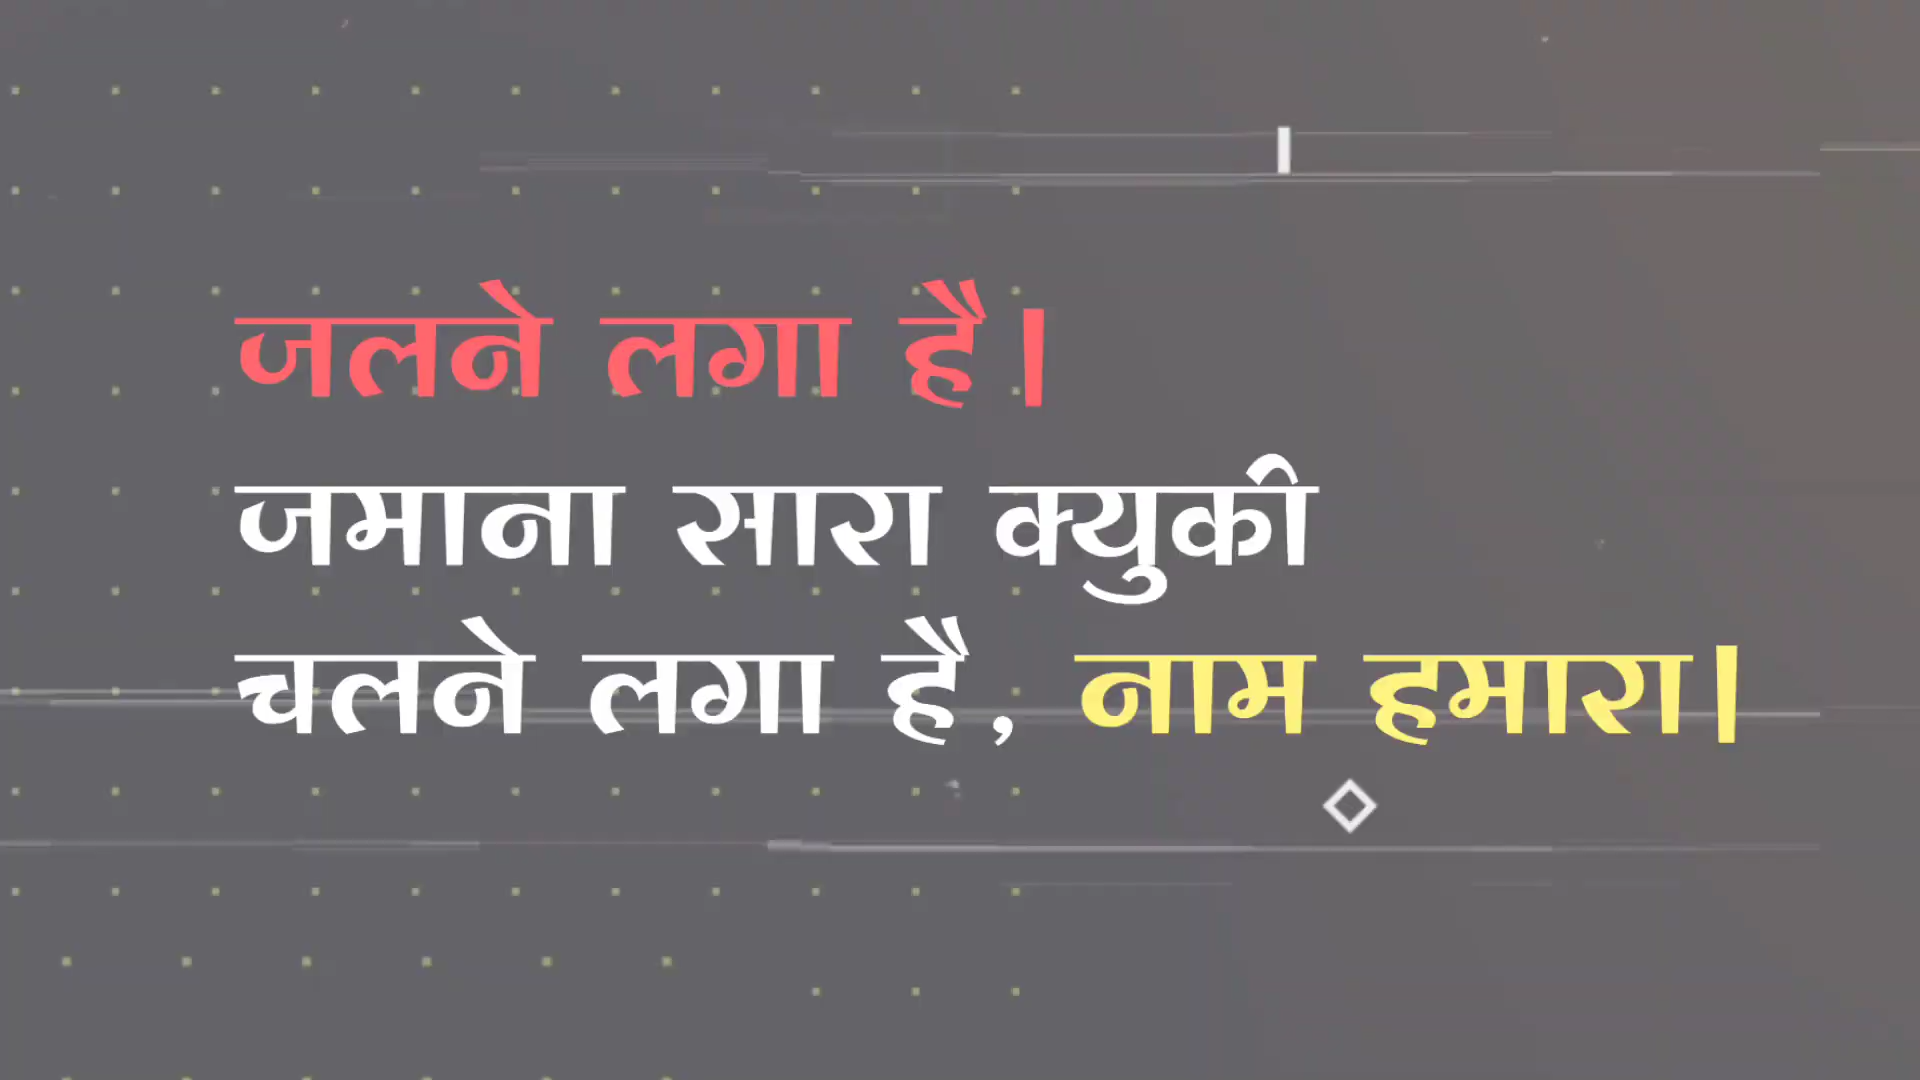 जलने लगा है।
जमाना सारा क्युकी
चलने लगा है, नाम हमारा।